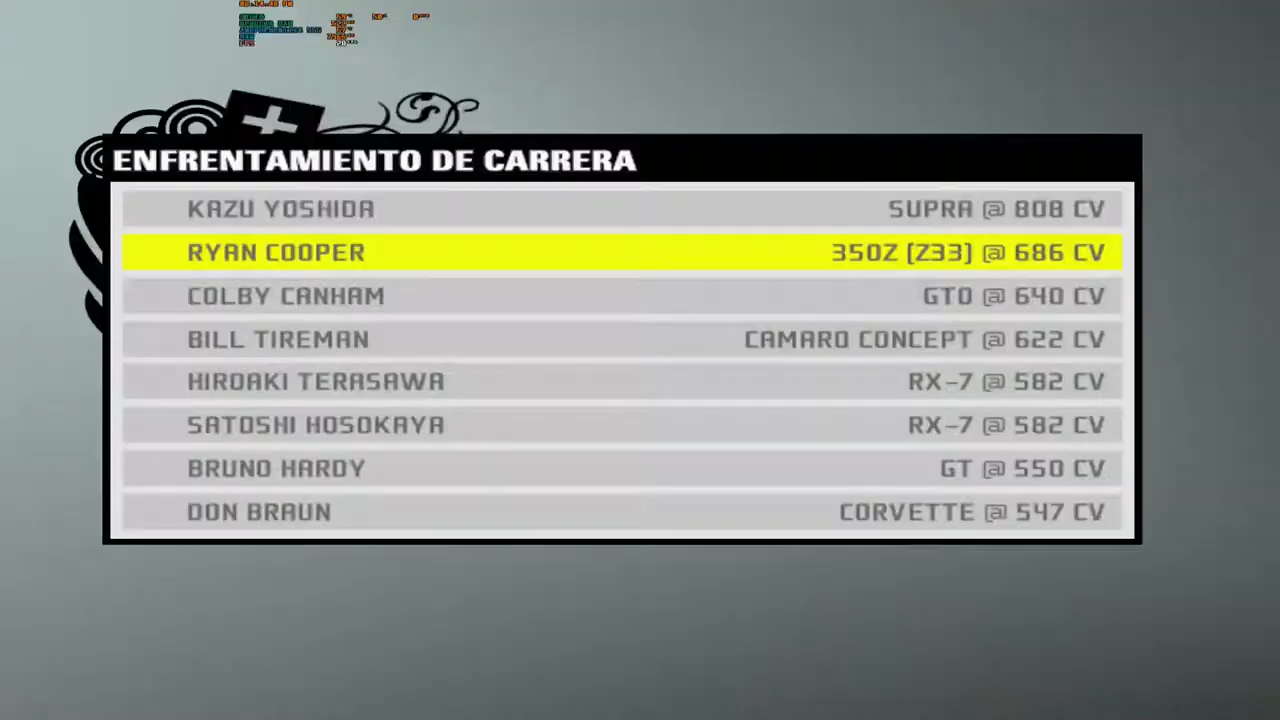 ENFRENTAMIENTO DE CARRERA
KAZU YOSHIDA SUPRA @ 808 CV
RYAN COOPER 350Z [Z33] @ 686 CV
COLBY CANHAM GTO @ 640 CV
BILL TIREMAN CAMARO CONCEPT @ 622 CV
HIROAKI TERASAWA RX-7 @ 582 CV
SATOSHI HOSOKAYA RX-7 @ 582 CV
BRUNO HARDY GT @ 550 CV
DON BRAUN CORVETTE @ 547 CV